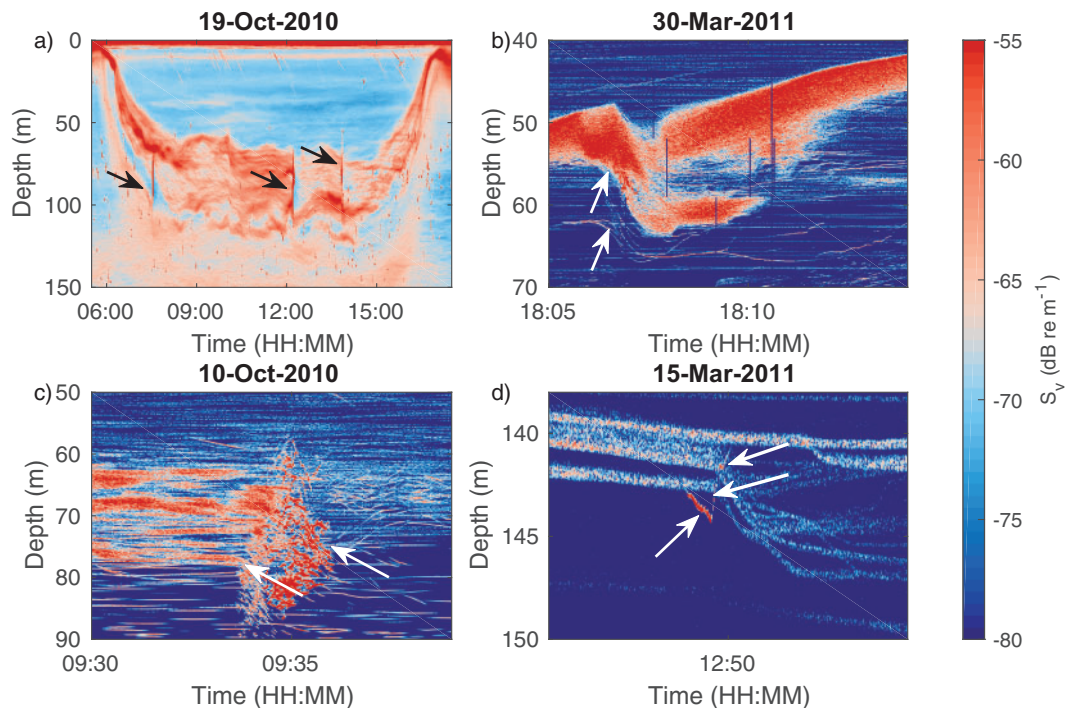 19-Oct-2010
a)
0
50
100
150
Depth (m)
06:00 09:00 12:00 15:00
Time (HH:MM)
30-Mar-2011
b)
40
50
60
70
Depth (m)
18:05 18:10
Time (HH:MM)
10-Oct-2010
c)
50
60
70
80
90
Depth (m)
09:30 09:35
Time (HH:MM)
15-Mar-2011
d)
140
145
150
Depth (m)
12:50
Time (HH:MM)
-55
-60
-65
-70
-75
-80
S_v (dB re m^-1)